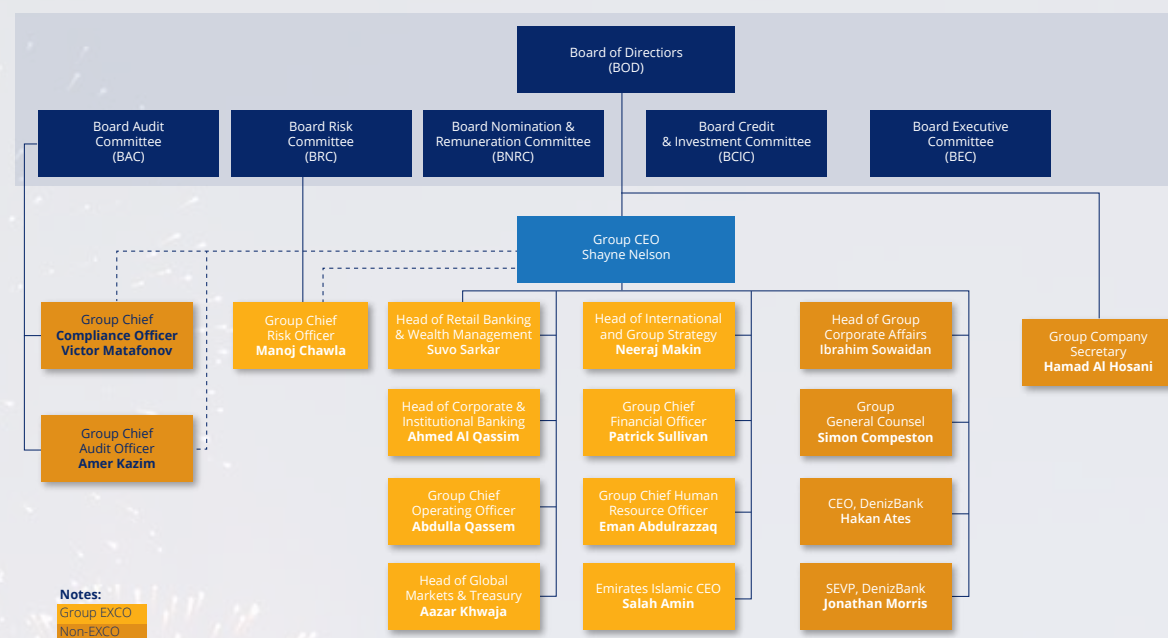 Board of Directiors
(BOD)
Board Audit
Committee
(BAC)
Board Risk
Committee
(BRC)
Board Nomination &
Remuneration Committee
(BNRC)
Board Credit
& Investment Committee
(BCIC)
Board Executive
Committee
(BEC)
Group CEO
Shayne Nelson
Group Chief
Compliance Officer
Victor Matafonov
Group Chief
Risk Officer
Manoj Chawla
Head of Retail Banking
& Wealth Management
Suvo Sarkar
Head of International
and Group Strategy
Neeraj Makin
Head of Group
Corporate Affairs
Ibrahim Sowaidan
Group Company
Secretary
Hamad Al Hosani
Group Chief
Audit Officer
Amer Kazim
Head of Corporate &
Institutional Banking
Ahmed Al Qassim
Group Chief
Financial Officer
Patrick Sullivan
Group
General Counsel
Simon Compeston
Group Chief
Operating Officer
Abdulla Qassem
Group Chief Human
Resource Officer
Eman Abdulrazzaq
CEO, DenizBank
Hakan Ates
Head of Global
Markets & Treasury
Aazar Khwaja
Emirates Islamic CEO
Salah Amin
SEVP, DenizBank
Jonathan Morris
Notes:
Group EXCO
Non-EXCO